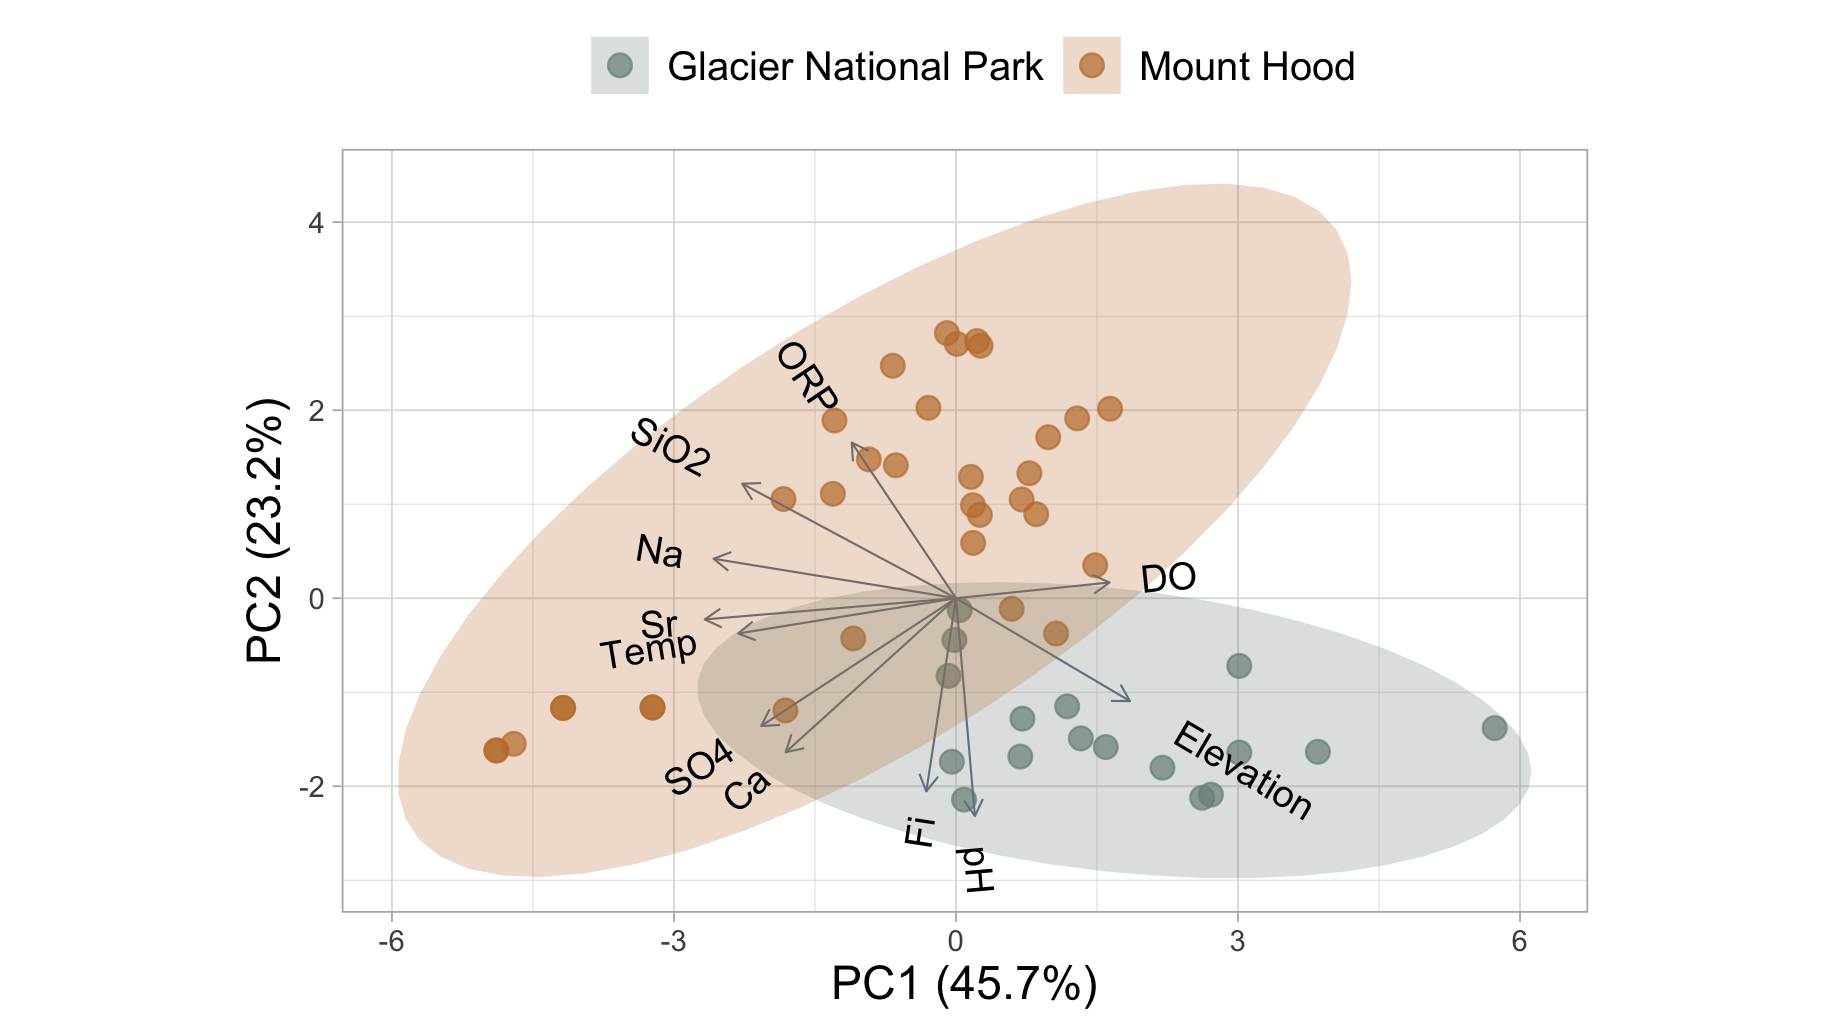 Glacier National Park
Mount Hood
PC2 (23.2%)
4
2
0
-2
ORP
SiO2
Na
DO
Sr
Temp
SO4
Ca
Elevation
Fl
pH
-6
-3
0
3
6
PC1 (45.7%)